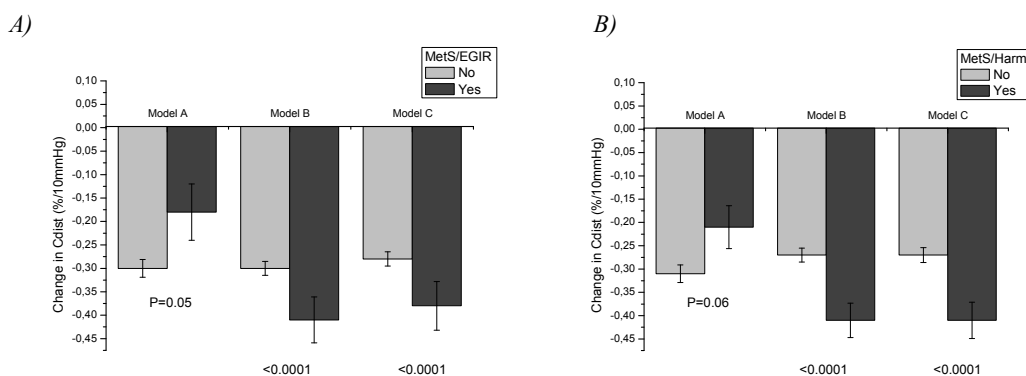 A)
MetS/EGIR
No
Yes
0,10
0,05
0,00
-0,05
-0,10
-0,15
-0,20
-0,25
-0,30
-0,35
-0,40
-0,45
Change in Cdist (%/10mmHg)
Model A
Model B
Model C
P=0.05
<0.0001
<0.0001
B)
MetS/Harm
No
Yes
0,10
0,05
0,00
-0,05
-0,10
-0,15
-0,20
-0,25
-0,30
-0,35
-0,40
-0,45
Change in Cdist (%/10mmHg)
Model A
Model B
Model C
P=0.06
<0.0001
<0.0001